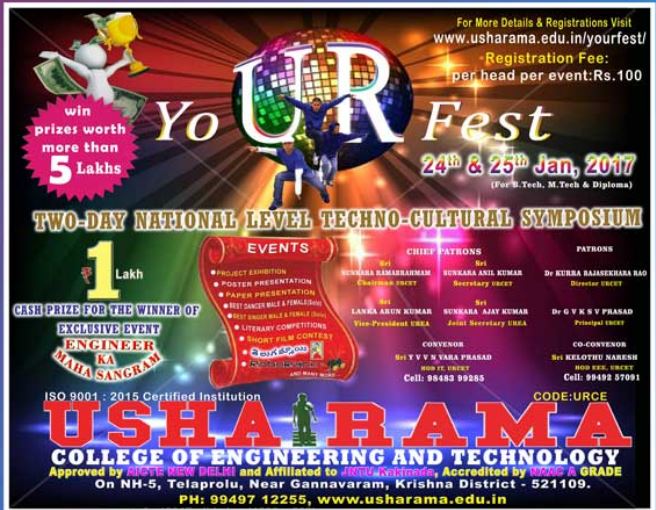 For More Details & Registrations Visit
www.usharama.edu.in/yourfest/
Registration Fee:
per head per event:Rs.100
win
prizes worth
more than
5 Lakhs
YoUR Fest
24th & 25th Jan, 2017
(For B.Tech, M.Tech & Diploma)
TWO-DAY NATIONAL LEVEL TECHNO-CULTURAL SYMPOSIUM
₹ 1 Lakh
CASH PRIZE FOR THE WINNER OF
EXCLUSIVE EVENT
ENGINEER
KA
MAHA SANGRAM
EVENTS
PROJECT EXHIBITION
POSTER PRESENTATION
PAPER PRESENTATION
BEST DANCER MALE & FEMALE(Solo)
BEST SINGER MALE & FEMALE(Solo)
LITERARY COMPETITIONS
SHORT FILM CONTEST
AND MANY MORE
CHIEF PATRONS
Sri
SUNKARA RAMABRAHMAM
Chairman URCET
Sri
SUNKARA ANIL KUMAR
Secretary URCET
Sri
LANKA ARUN KUMAR
Vice-President UREA
Sri
SUNKARA AJAY KUMAR
Joint Secretary UREA
PATRONS
Dr KURRA RAJASEKHARA RAO
Director URCET
Dr G V K S V PRASAD
Principal URCET
CONVENOR
Sri Y V V N VARA PRASAD
HOD IT, URCET
Cell: 98483 99285
CO-CONVENOR
Sri KELOTHU NARESH
HOD EEE, URCET
Cell: 99492 57091
ISO 9001 : 2015 Certified Institution
CODE:URCE
USHA RAMA
COLLEGE OF ENGINEERING AND TECHNOLOGY
Approved by AICTE NEW DELHI and Affiliated to JNTU Kakinada, Accredited by NAAC A GRADE
On NH-5, Telaprolu, Near Gannavaram, Krishna District - 521109.
PH: 99497 12255, www.usharama.edu.in